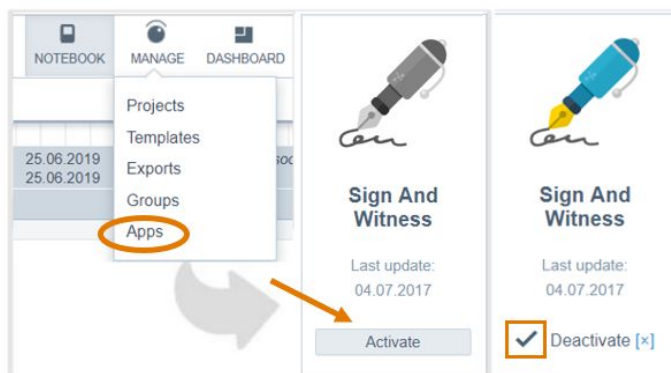 NOTEBOOK
MANAGE
DASHBOARD
Projects
Templates
Exports
Groups
Apps
25.06.2019
25.06.2019
Sign And
Witness
Last update:
04.07.2017
Activate
Sign And
Witness
Last update:
04.07.2017
Deactivate [×]